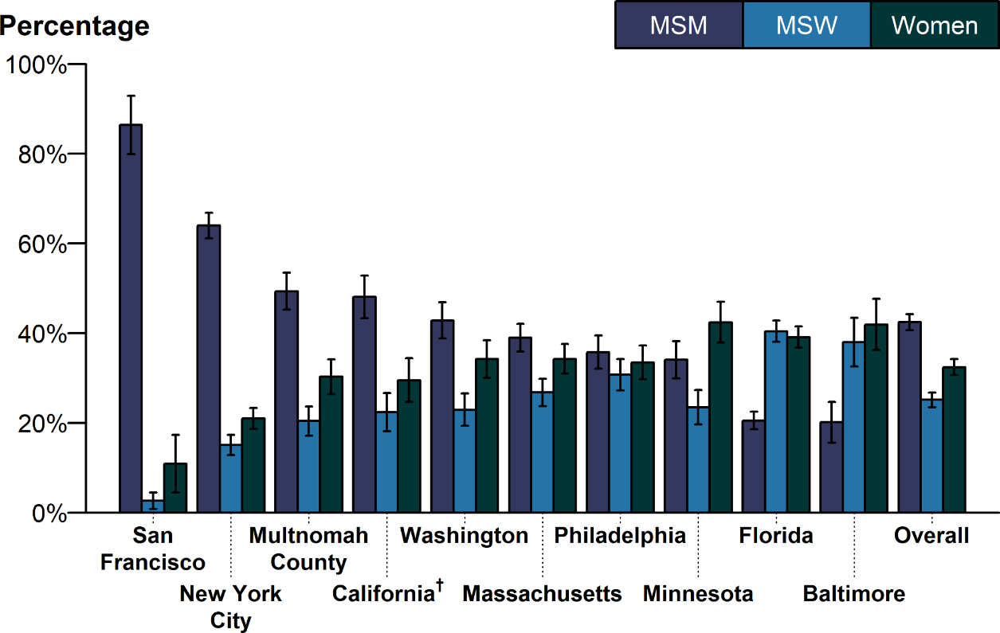 Percentage
MSM MSW Women
100%
80%
60%
40%
20%
0%
San
Francisco
New York
City
Multnomah
County
California†
Washington
Massachusetts
Philadelphia
Minnesota
Florida
Baltimore
Overall